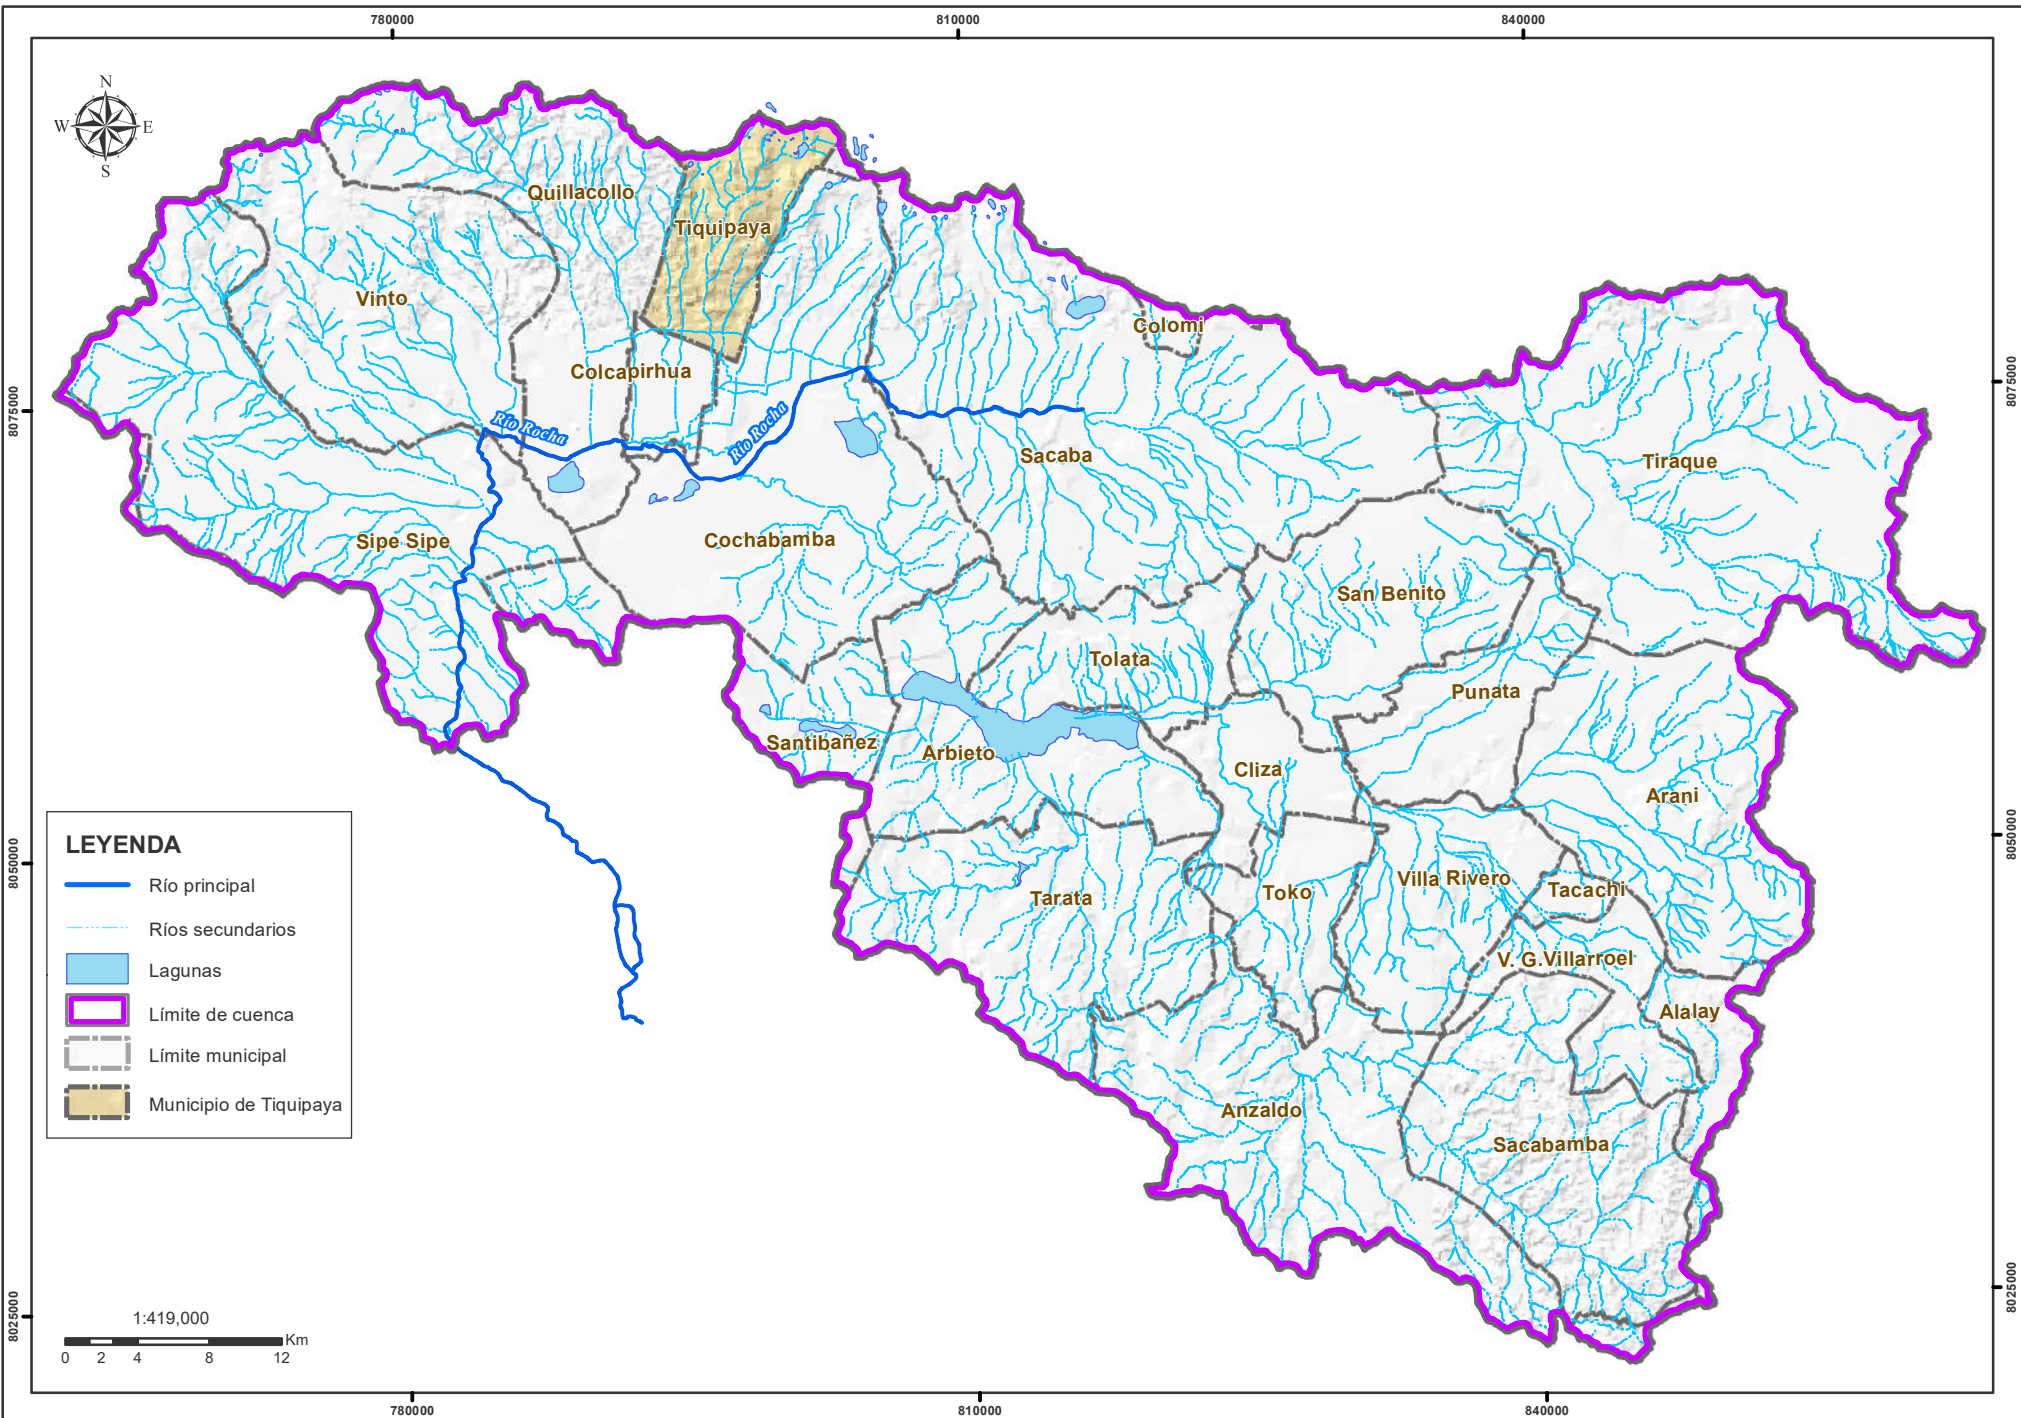 780000
810000
840000
N
W
E
S
Quillacollo
Tiquipaya
Vinto
Colomi
Colcapirhua
8075000
8075000
Río Rocha
Río Rocha
Sacaba
Tiraque
Cochabamba
Sipe Sipe
San Benito
Tolata
Punata
Santibañez
Arbieto
Cliza
Arani
8050000
8050000
LEYENDA
Río principal
Ríos secundarios
Lagunas
Límite de cuenca
Límite municipal
Municipio de Tiquipaya
Villa Rivero
Tacachi
Toko
Tarata
V. G.Villarroel
Alalay
Anzaldo
Sacabamba
8025000
8025000
1:419,000
Km
0 2 4 8 12
780000
810000
840000